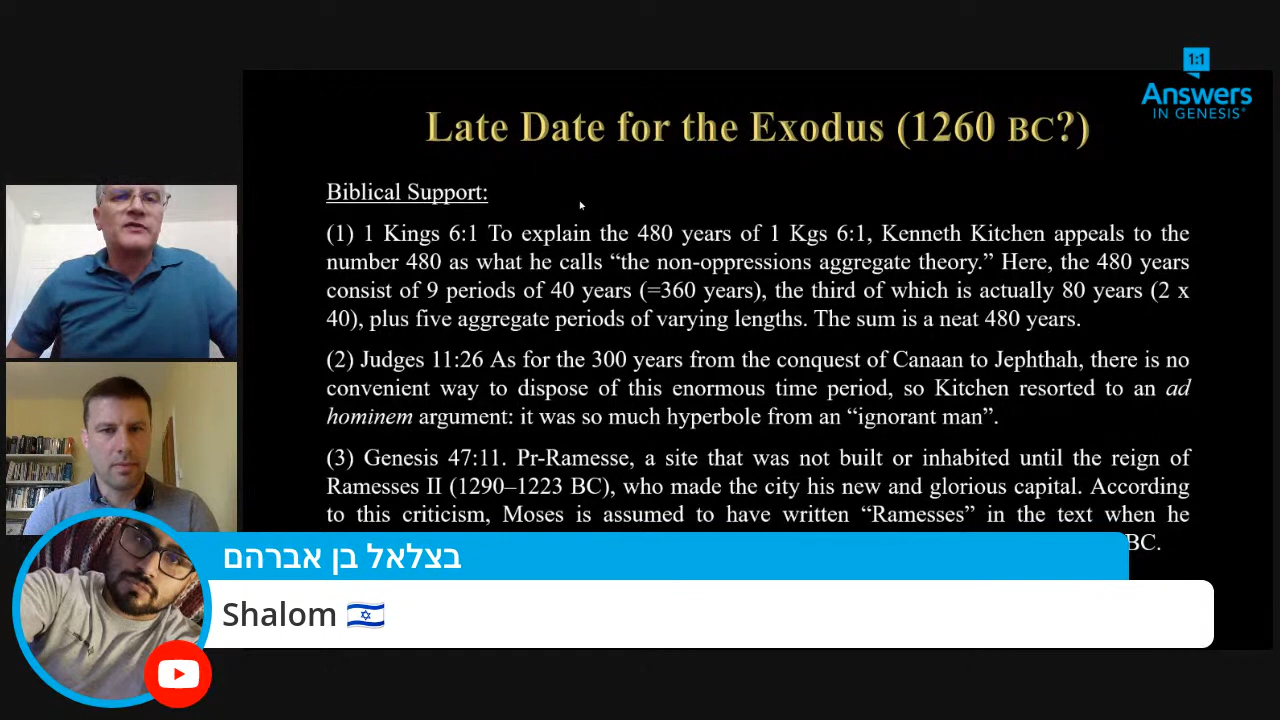 1:1
Answers
IN GENESIS®
Late Date for the Exodus (1260 BC?)
Biblical Support:
(1) 1 Kings 6:1 To explain the 480 years of 1 Kgs 6:1, Kenneth Kitchen appeals to the
number 480 as what he calls “the non-oppressions aggregate theory.” Here, the 480 years
consist of 9 periods of 40 years (=360 years), the third of which is actually 80 years (2 x
40), plus five aggregate periods of varying lengths. The sum is a neat 480 years.
(2) Judges 11:26 As for the 300 years from the conquest of Canaan to Jephthah, there is no
convenient way to dispose of this enormous time period, so Kitchen resorted to an ad
hominem argument: it was so much hyperbole from an “ignorant man”.
(3) Genesis 47:11. Pr-Ramesse, a site that was not built or inhabited until the reign of
Ramesses II (1290–1223 BC), who made the city his new and glorious capital. According
to this criticism, Moses is assumed to have written “Ramesses” in the text when he
BC.
בצלאל בן אברהם
Shalom 🇮🇱